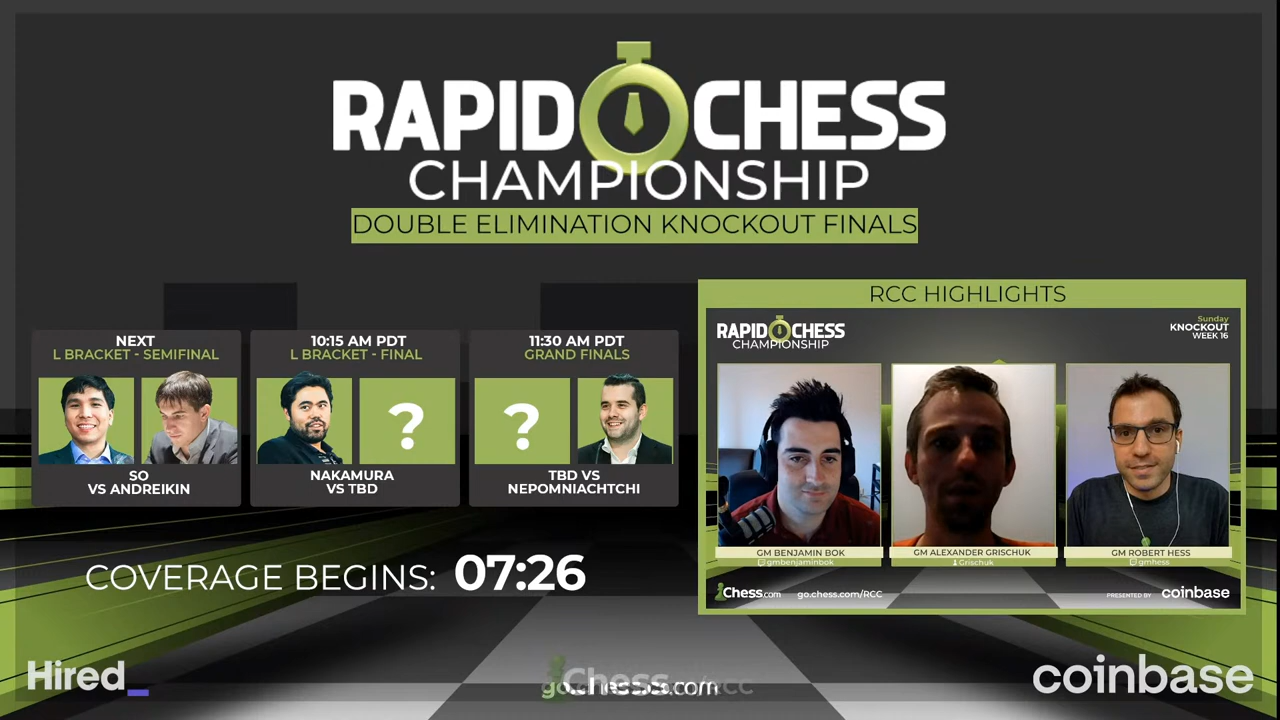 RAPID CHESS
CHAMPIONSHIP
DOUBLE ELIMINATION KNOCKOUT FINALS
NEXT
L BRACKET - SEMIFINAL
SO
VS ANDREIKIN
10:15 AM PDT
L BRACKET - FINAL
?
NAKAMURA
VS TBD
11:30 AM PDT
GRAND FINALS
?
TBD VS
NEPOMNIACHTCHI
COVERAGE BEGINS: 07:26
RCC HIGHLIGHTS
RAPID CHESS
CHAMPIONSHIP
Sunday
KNOCKOUT
WEEK 16
GM BENJAMIN BOK
gmbenjaminbok
GM ALEXANDER GRISCHUK
Grischuk
GM ROBERT HESS
gmhess
Chess.com
go.chess.com/RCC
PRESENTED BY coinbase
Hired_
coinbase